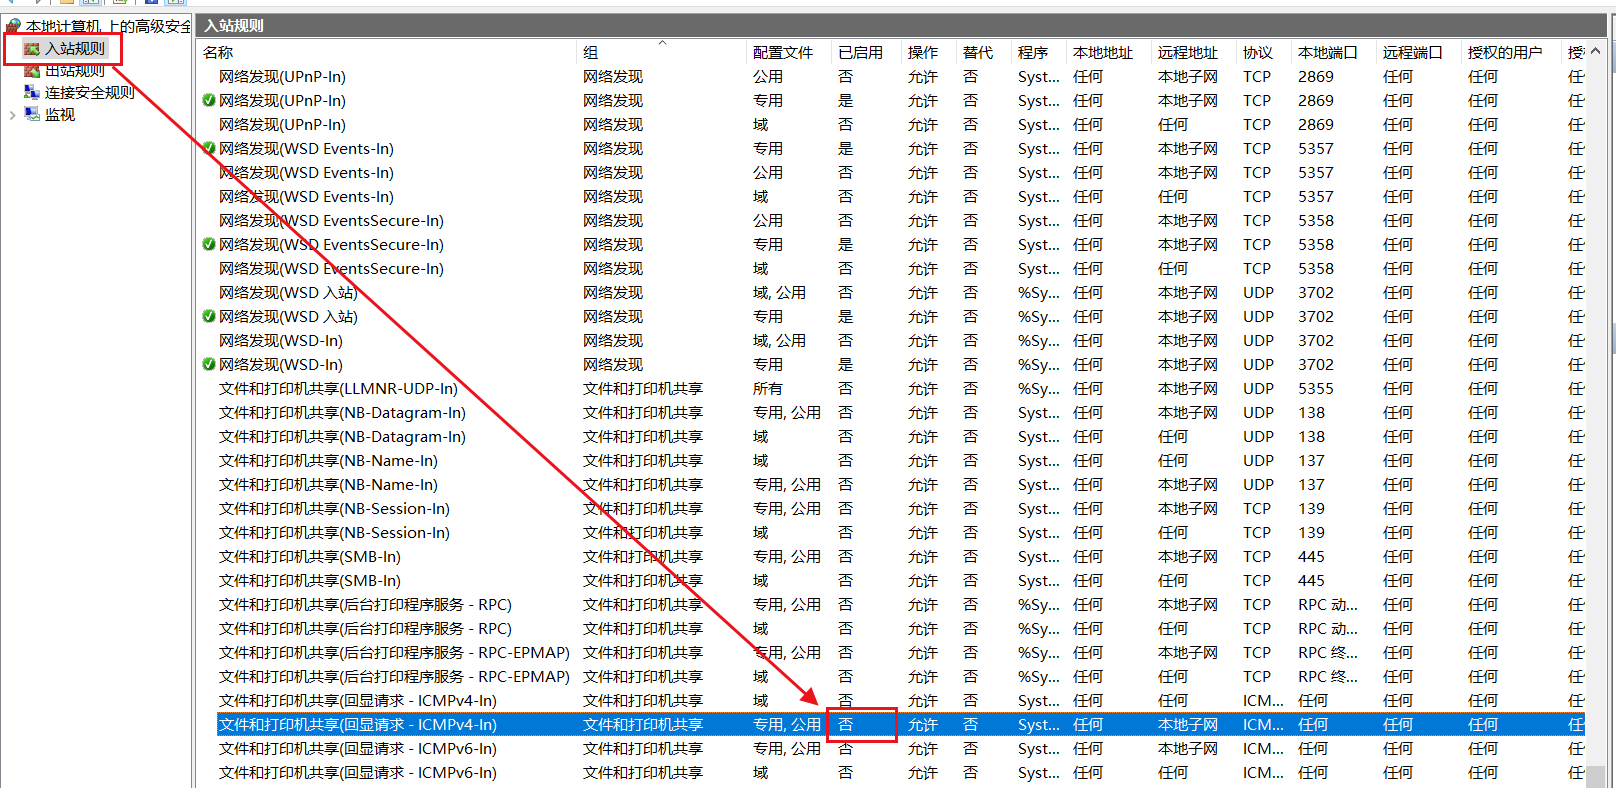 本地计算机 上的高级安全
入站规则
出站规则
连接安全规则
监视
入站规则
名称 组 配置文件 已启用 操作 替代 程序 本地地址 远程地址 协议 本地端口 远程端口 授权的用户
网络发现(UPnP-In) 网络发现 公用 否 允许 否 Syst... 任何 本地子网 TCP 2869 任何 任何
网络发现(UPnP-In) 网络发现 专用 是 允许 否 Syst... 任何 本地子网 TCP 2869 任何 任何
网络发现(UPnP-In) 网络发现 域 否 允许 否 Syst... 任何 任何 TCP 2869 任何 任何
网络发现(WSD Events-In) 网络发现 专用 是 允许 否 Syst... 任何 本地子网 TCP 5357 任何 任何
网络发现(WSD Events-In) 网络发现 公用 否 允许 否 Syst... 任何 本地子网 TCP 5357 任何 任何
网络发现(WSD Events-In) 网络发现 域 否 允许 否 Syst... 任何 任何 TCP 5357 任何 任何
网络发现(WSD EventsSecure-In) 网络发现 公用 否 允许 否 Syst... 任何 本地子网 TCP 5358 任何 任何
网络发现(WSD EventsSecure-In) 网络发现 专用 是 允许 否 Syst... 任何 本地子网 TCP 5358 任何 任何
网络发现(WSD EventsSecure-In) 网络发现 域 否 允许 否 Syst... 任何 任何 TCP 5358 任何 任何
网络发现(WSD 入站) 网络发现 域, 公用 否 允许 否 %Sy... 任何 本地子网 UDP 3702 任何 任何
网络发现(WSD 入站) 网络发现 专用 是 允许 否 %Sy... 任何 本地子网 UDP 3702 任何 任何
网络发现(WSD-In) 网络发现 域, 公用 否 允许 否 %Sy... 任何 本地子网 UDP 3702 任何 任何
网络发现(WSD-In) 网络发现 专用 是 允许 否 %Sy... 任何 本地子网 UDP 3702 任何 任何
文件和打印机共享(LLMNR-UDP-In) 文件和打印机共享 所有 否 允许 否 %Sy... 任何 本地子网 UDP 5355 任何 任何
文件和打印机共享(NB-Datagram-In) 文件和打印机共享 专用, 公用 否 允许 否 Syst... 任何 本地子网 UDP 138 任何 任何
文件和打印机共享(NB-Datagram-In) 文件和打印机共享 域 否 允许 否 Syst... 任何 任何 UDP 138 任何 任何
文件和打印机共享(NB-Name-In) 文件和打印机共享 域 否 允许 否 Syst... 任何 任何 UDP 137 任何 任何
文件和打印机共享(NB-Name-In) 文件和打印机共享 专用, 公用 否 允许 否 Syst... 任何 本地子网 UDP 137 任何 任何
文件和打印机共享(NB-Session-In) 文件和打印机共享 专用, 公用 否 允许 否 Syst... 任何 本地子网 TCP 139 任何 任何
文件和打印机共享(NB-Session-In) 文件和打印机共享 域 否 允许 否 Syst... 任何 任何 TCP 139 任何 任何
文件和打印机共享(SMB-In) 文件和打印机共享 专用, 公用 否 允许 否 Syst... 任何 本地子网 TCP 445 任何 任何
文件和打印机共享(SMB-In) 文件和打印机共享 域 否 允许 否 Syst... 任何 任何 TCP 445 任何 任何
文件和打印机共享(后台打印程序服务 - RPC) 文件和打印机共享 专用, 公用 否 允许 否 %Sy... 任何 本地子网 TCP RPC 动... 任何 任何
文件和打印机共享(后台打印程序服务 - RPC) 文件和打印机共享 域 否 允许 否 %Sy... 任何 任何 TCP RPC 动... 任何 任何
文件和打印机共享(后台打印程序服务 - RPC-EPMAP) 文件和打印机共享 专用, 公用 否 允许 否 %Sy... 任何 本地子网 TCP RPC 终... 任何 任何
文件和打印机共享(后台打印程序服务 - RPC-EPMAP) 文件和打印机共享 域 否 允许 否 %Sy... 任何 任何 TCP RPC 终... 任何 任何
文件和打印机共享(回显请求 - ICMPv4-In) 文件和打印机共享 域 否 允许 否 Syst... 任何 任何 ICM... 任何 任何 任何
文件和打印机共享(回显请求 - ICMPv4-In) 文件和打印机共享 专用, 公用 否 允许 否 Syst... 任何 本地子网 ICM... 任何 任何 任何
文件和打印机共享(回显请求 - ICMPv6-In) 文件和打印机共享 专用, 公用 否 允许 否 Syst... 任何 本地子网 ICM... 任何 任何 任何
文件和打印机共享(回显请求 - ICMPv6-In) 文件和打印机共享 域 否 允许 否 Syst... 任何 任何 ICM... 任何 任何 任何